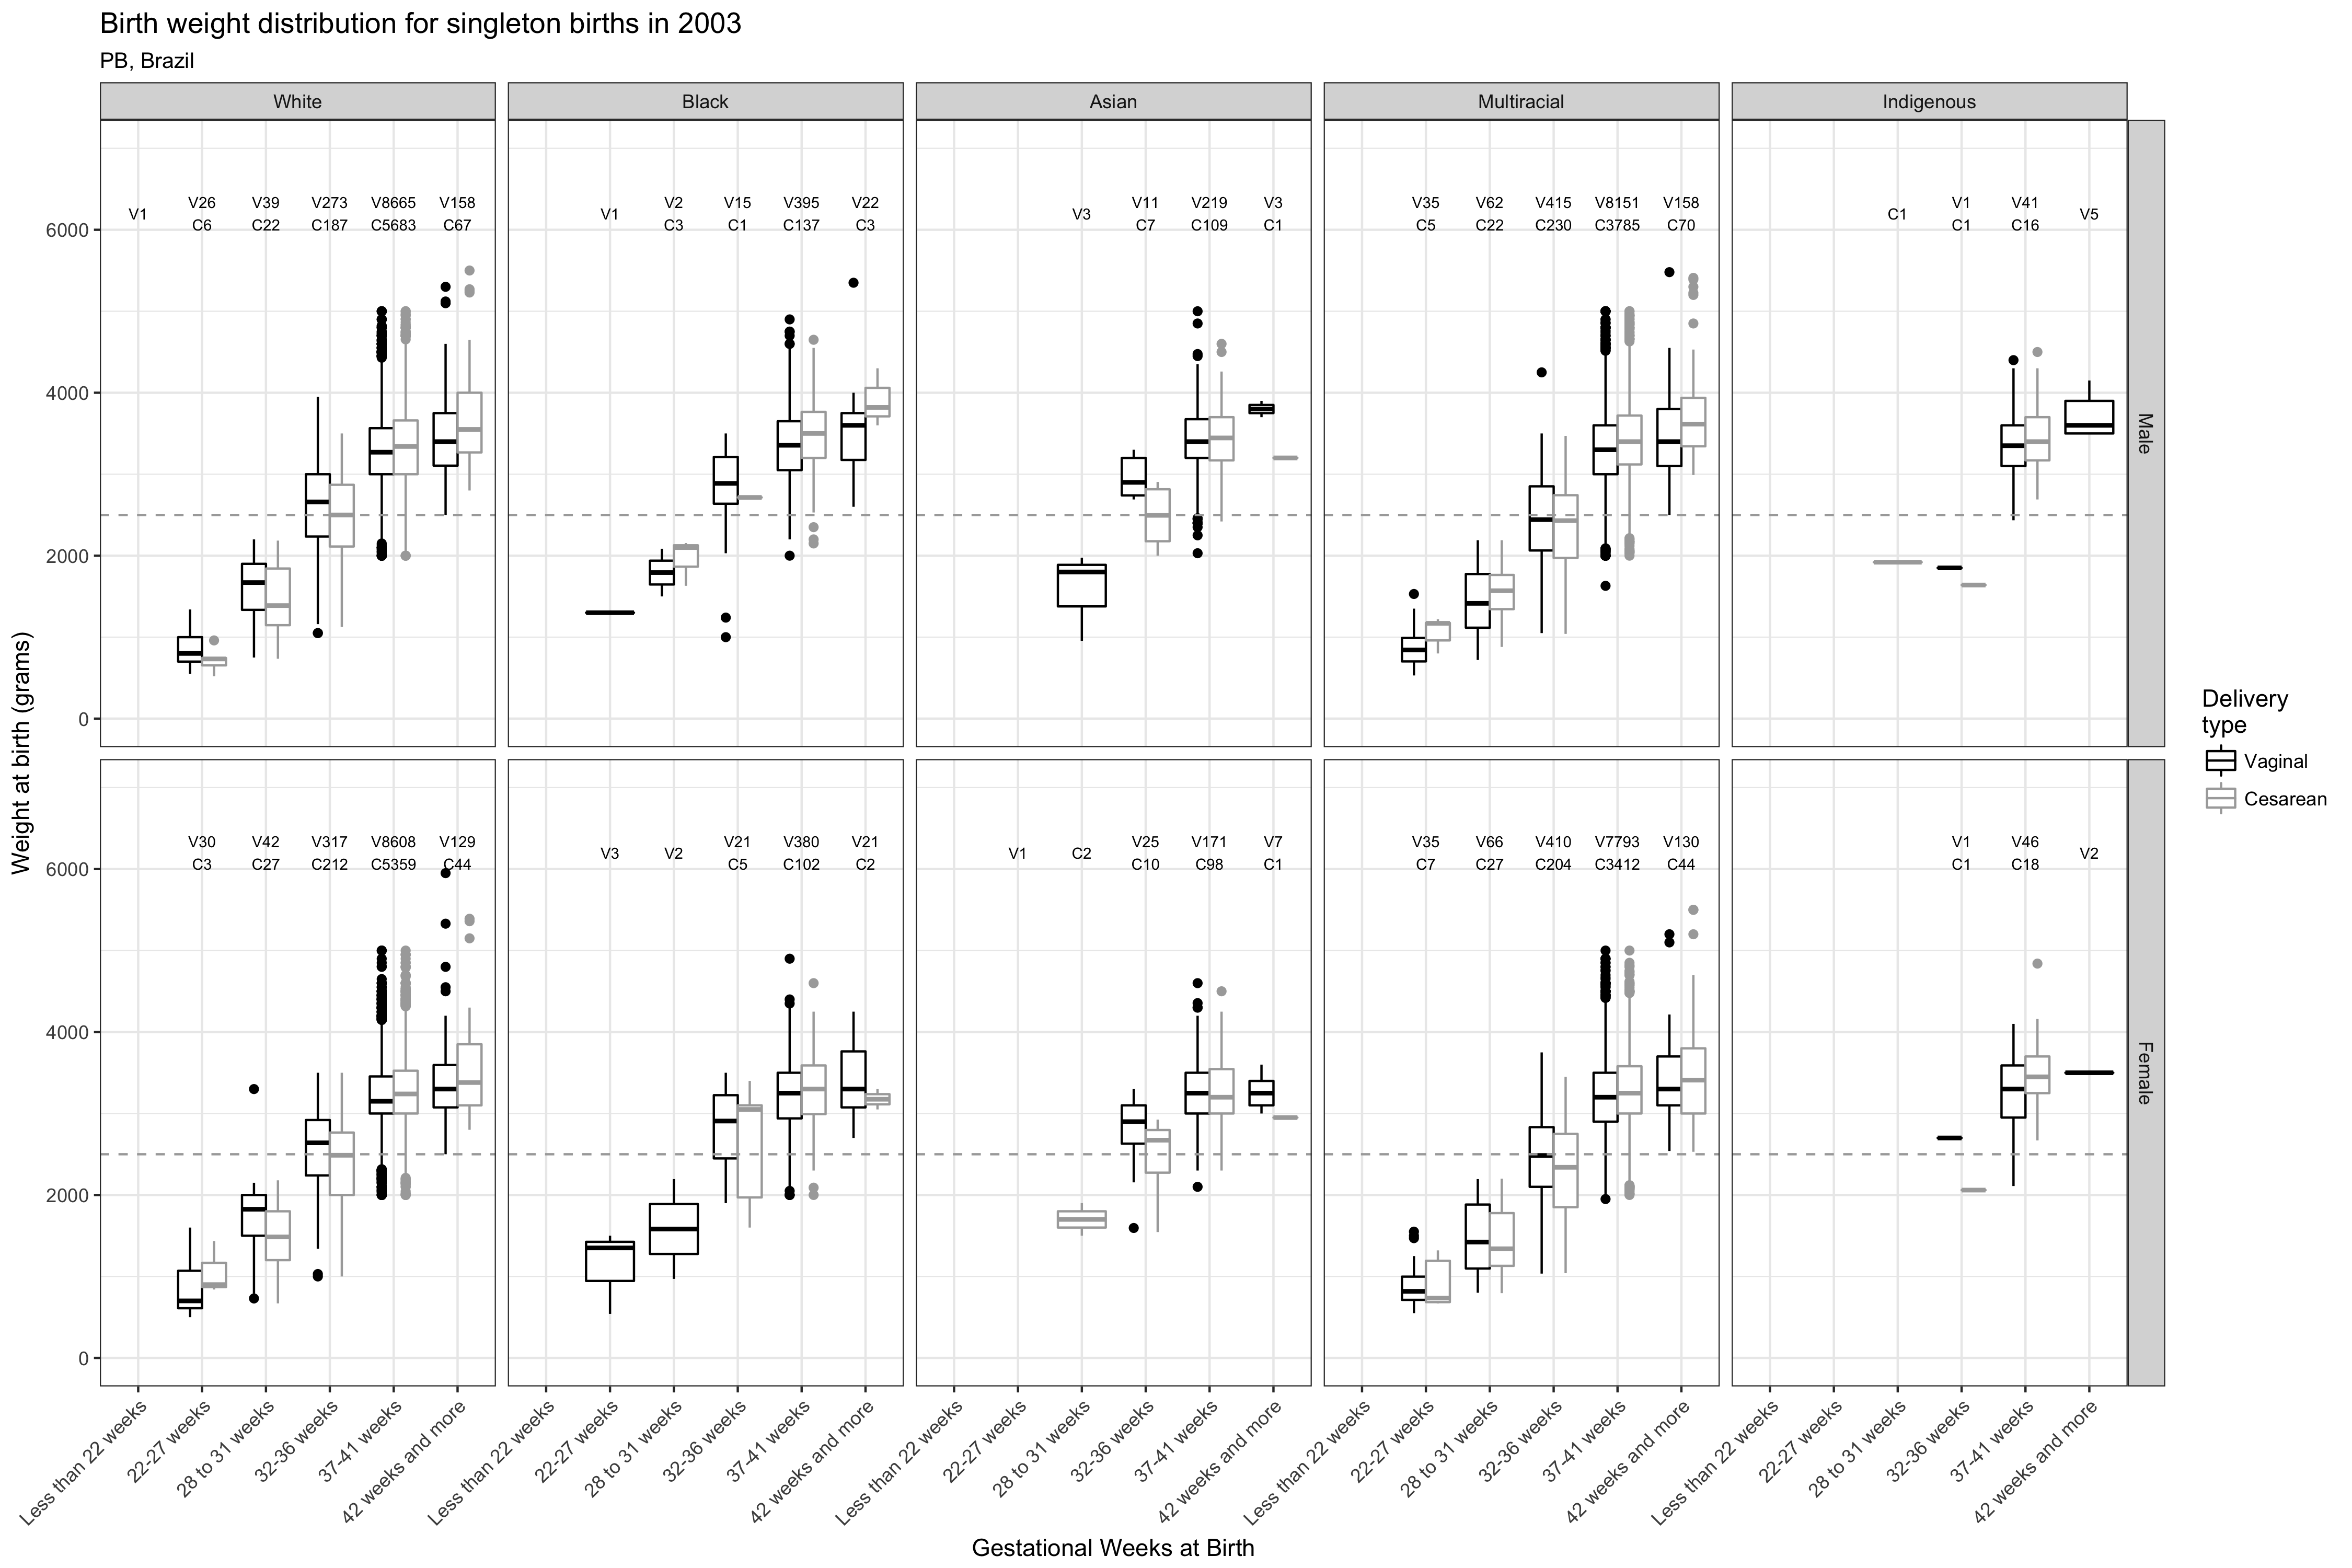 Birth weight distribution for singleton births in 2003
PB, Brazil
White
Black
Asian
Multiracial
Indigenous
Weight at birth (grams)
6000
4000
2000
0
V1
V26
C6
V39
C22
V273
C187
V8665
C5683
V158
C67
V1
V2
C3
V15
C1
V395
C137
V22
C3
V3
V11
C7
V219
C109
V3
C1
V35
C5
V62
C22
V415
C230
V8151
C3785
V158
C70
C1
V1
C1
V41
C16
V5
Male
6000
4000
2000
0
V30
C3
V42
C27
V317
C212
V8608
C5359
V129
C44
V3
V2
V21
C5
V380
C102
V21
C2
V1
C2
V25
C10
V171
C98
V7
C1
V35
C7
V66
C27
V410
C204
V7793
C3412
V130
C44
V1
C1
V46
C18
V2
Female
Less than 22 weeks
22-27 weeks
28 to 31 weeks
32-36 weeks
37-41 weeks
42 weeks and more
Less than 22 weeks
22-27 weeks
28 to 31 weeks
32-36 weeks
37-41 weeks
42 weeks and more
Less than 22 weeks
22-27 weeks
28 to 31 weeks
32-36 weeks
37-41 weeks
42 weeks and more
Less than 22 weeks
22-27 weeks
28 to 31 weeks
32-36 weeks
37-41 weeks
42 weeks and more
Less than 22 weeks
22-27 weeks
28 to 31 weeks
32-36 weeks
37-41 weeks
42 weeks and more
Gestational Weeks at Birth
Delivery
type
Vaginal
Cesarean